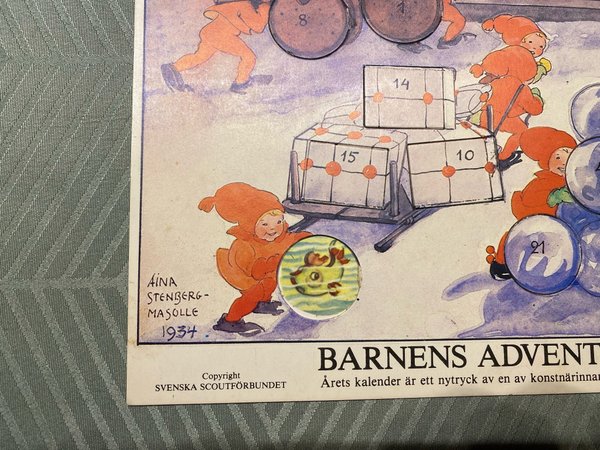 8
1
14
15
10
21
AINA
STENBERG-
MASOLLE
1934.
BARNENS ADVENT
Copyright
SVENSKA SCOUTFÖRBUNDET
Årets kalender är ett nytryck av en av konstnärinnan